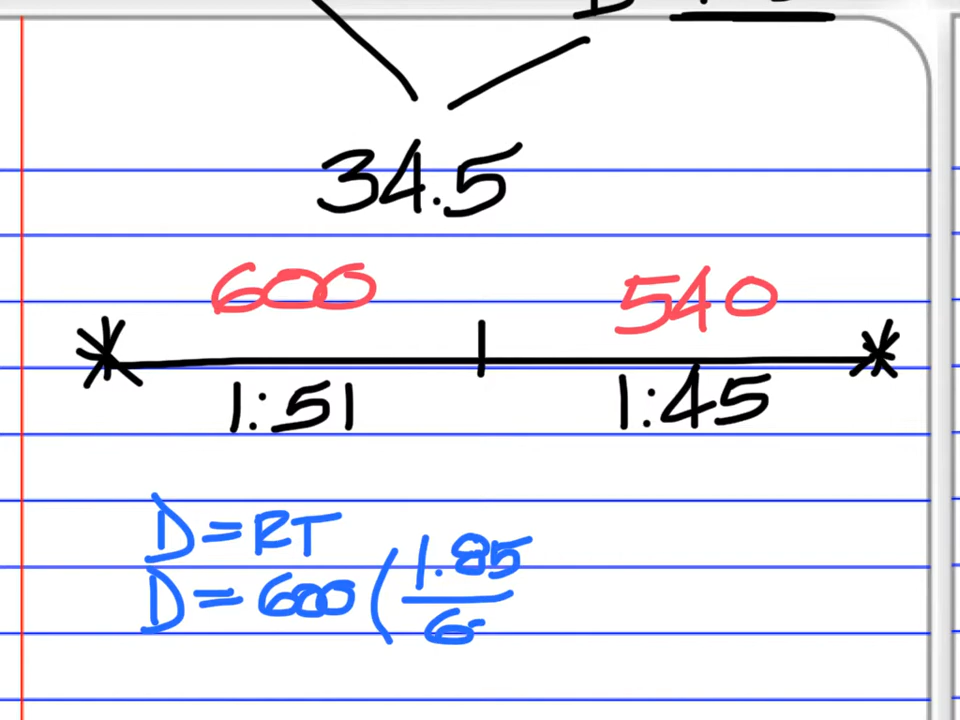 34.5
600 540
1:51 1:45
D = RT
D = 600 (1.85/6